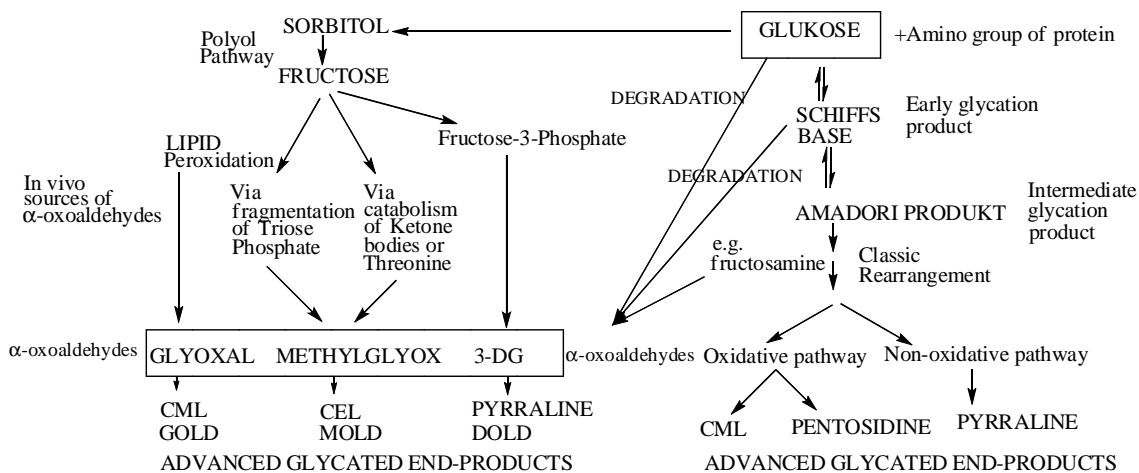 SORBITOL
GLUKOSE
+Amino group of protein
Polyol
Pathway
FRUCTOSE
DEGRADATION
SCHIFFS
BASE
Early glycation
product
LIPID
Peroxidation
Fructose-3-Phosphate
In vivo
sources of
α-oxoaldehydes
Via
fragmentation
of Triose
Phosphate
Via
catabolism
of Ketone
bodies or
Threonine
DEGRADATION
AMADORI PRODUKT
Intermediate
glycation
product
e.g.
fructosamine
Classic
Rearrangement
α-oxoaldehydes
GLYOXAL METHYLGLYOX 3-DG
α-oxoaldehydes
Oxidative pathway
Non-oxidative pathway
CML
GOLD
CEL
MOLD
PYRRALINE
DOLD
CML
PENTOSIDINE
PYRRALINE
ADVANCED GLYCATED END-PRODUCTS
ADVANCED GLYCATED END-PRODUCTS